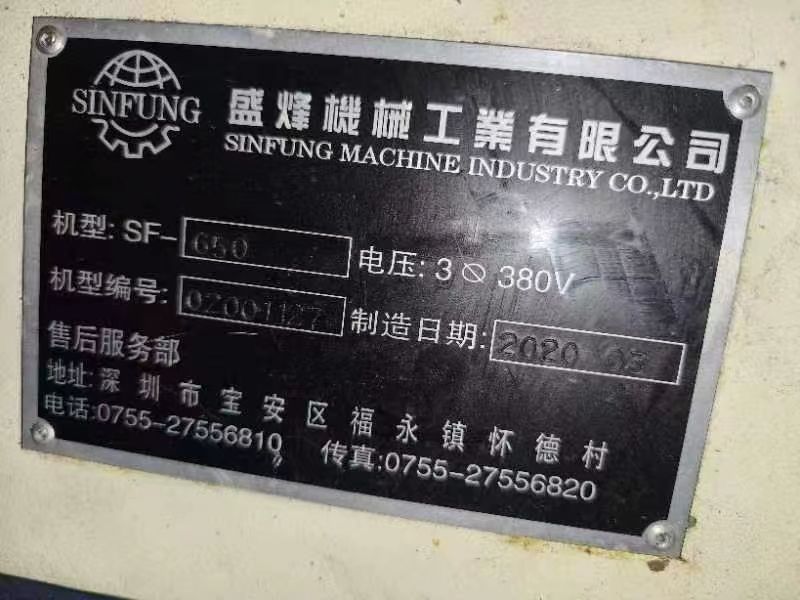 SINFUNG
盛烽機械工業有限公司
SINFUNG MACHINE INDUSTRY CO.,LTD
机型: SF- 650 电压: 3 ∅ 380V
机型编号: 02001127 制造日期: 2020 03
售后服务部
地址: 深圳市宝安区福永镇怀德村
电话:0755-27556810 传真:0755-27556820